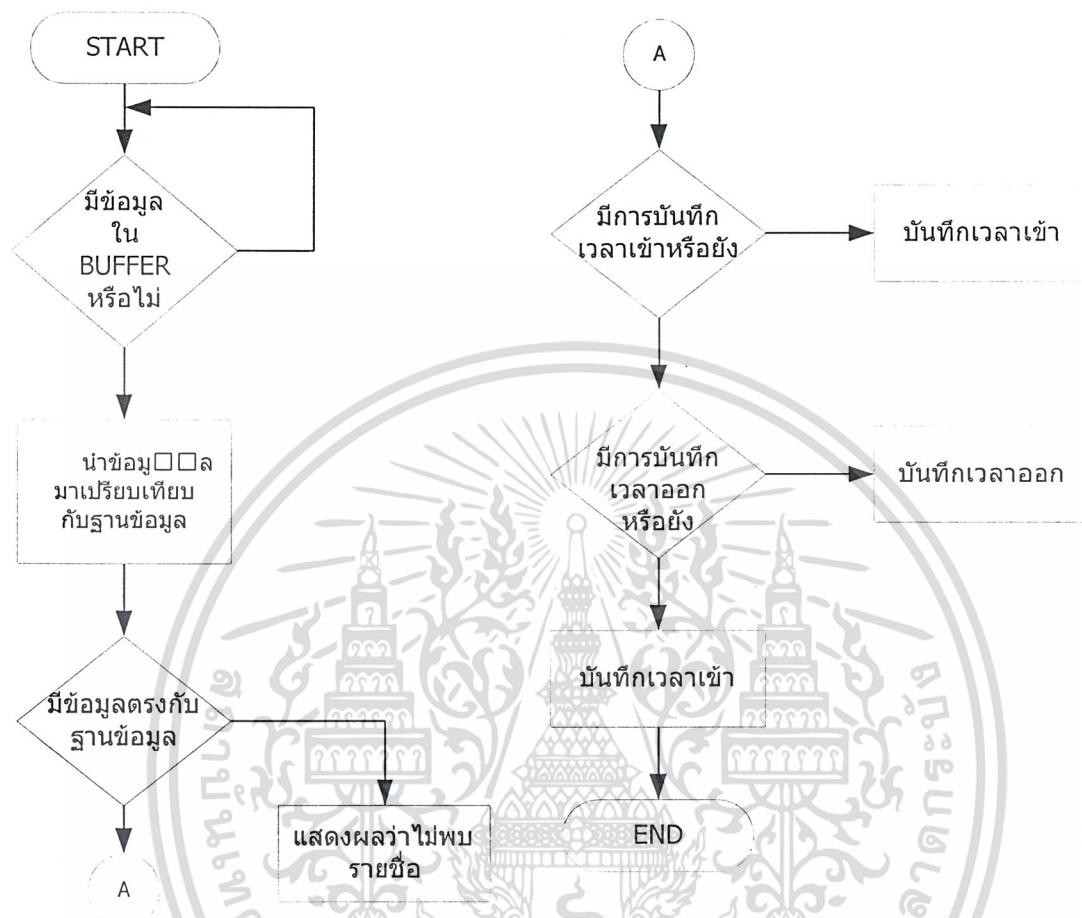 START
มีข้อมูล
ใน
BUFFER
หรือไม่
นำข้อมู□□ล
มาเปรียบเทียบ
กับฐานข้อมูล
มีข้อมูลตรงกับ
ฐานข้อมูล
แสดงผลว่าไม่พบ
รายชื่อ
A
A
มีการบันทึก
เวลาเข้าหรือยัง
บันทึกเวลาเข้า
มีการบันทึก
เวลาออก
หรือยัง
บันทึกเวลาออก
บันทึกเวลาเข้า
END